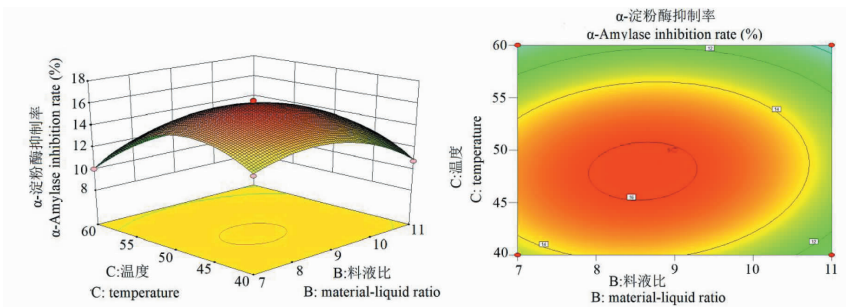 α-淀粉酶抑制率
α-Amylase inhibition rate (%)
18
16
14
12
10
8
60
55
50
45
40
7
8
9
10
11
C:温度
C: temperature
B:料液比
B: material-liquid ratio
α-淀粉酶抑制率
α-Amylase inhibition rate (%)
60
55
50
45
40
C:温度
C: temperature
7
8
9
10
11
B:料液比
B: material-liquid ratio